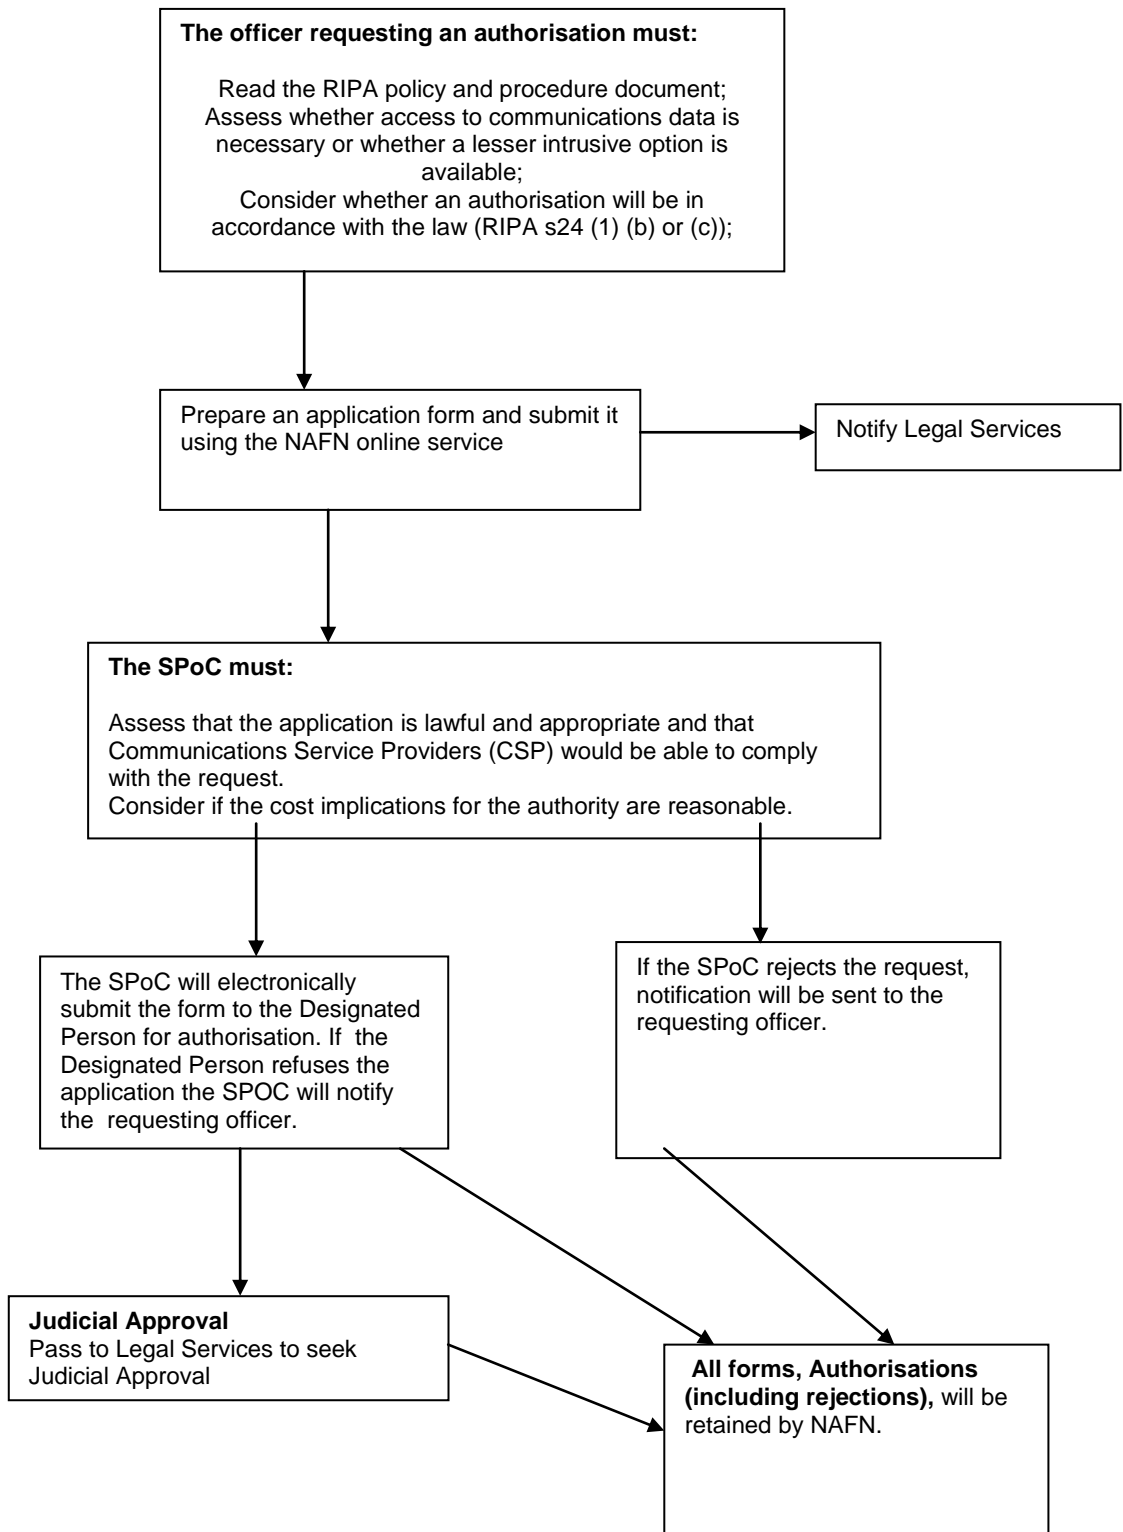 The officer requesting an authorisation must:
Read the RIPA policy and procedure document;
Assess whether access to communications data is
necessary or whether a lesser intrusive option is
available;
Consider whether an authorisation will be in
accordance with the law (RIPA s24 (1) (b) or (c));
Prepare an application form and submit it
using the NAFN online service
Notify Legal Services
The SPoC must:
Assess that the application is lawful and appropriate and that
Communications Service Providers (CSP) would be able to comply
with the request.
Consider if the cost implications for the authority are reasonable.
The SPoC will electronically
submit the form to the Designated
Person for authorisation. If  the
Designated Person refuses the
application the SPOC will notify
the  requesting officer.
If the SPoC rejects the request,
notification will be sent to the
requesting officer.
Judicial Approval
Pass to Legal Services to seek
Judicial Approval
All forms, Authorisations
(including rejections), will be
retained by NAFN.